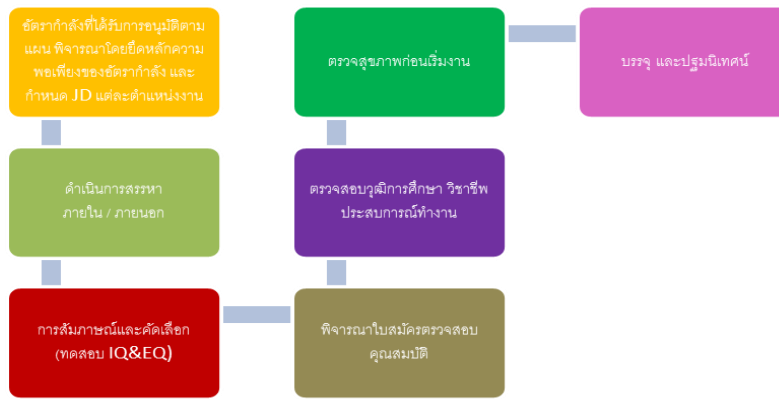 อัตรากำลังที่ได้รับการอนุมัติตาม
แผน พิจารณาโดยยึดหลักความ
พอเพียงของอัตรากำลัง และ
กำหนด JD แต่ละตำแหน่งงาน
ดำเนินการสรรหา
ภายใน / ภายนอก
การสัมภาษณ์และคัดเลือก
(ทดสอบ IQ&EQ)
พิจารณาใบสมัครตรวจสอบ
คุณสมบัติ
ตรวจสอบวุฒิการศึกษา วิชาชีพ
ประสบการณ์ทำงาน
ตรวจสุขภาพก่อนเริ่มงาน
บรรจุ และปฐมนิเทศน์